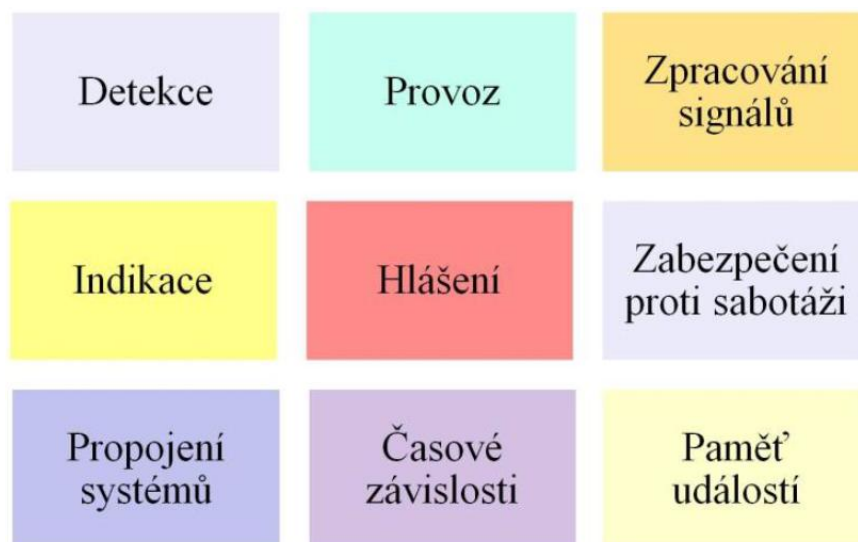 Detekce
Provoz
Zpracování
signálů
Indikace
Hlášení
Zabezpečení
proti sabotáži
Propojení
systémů
Časové
závislosti
Paměť
událostí